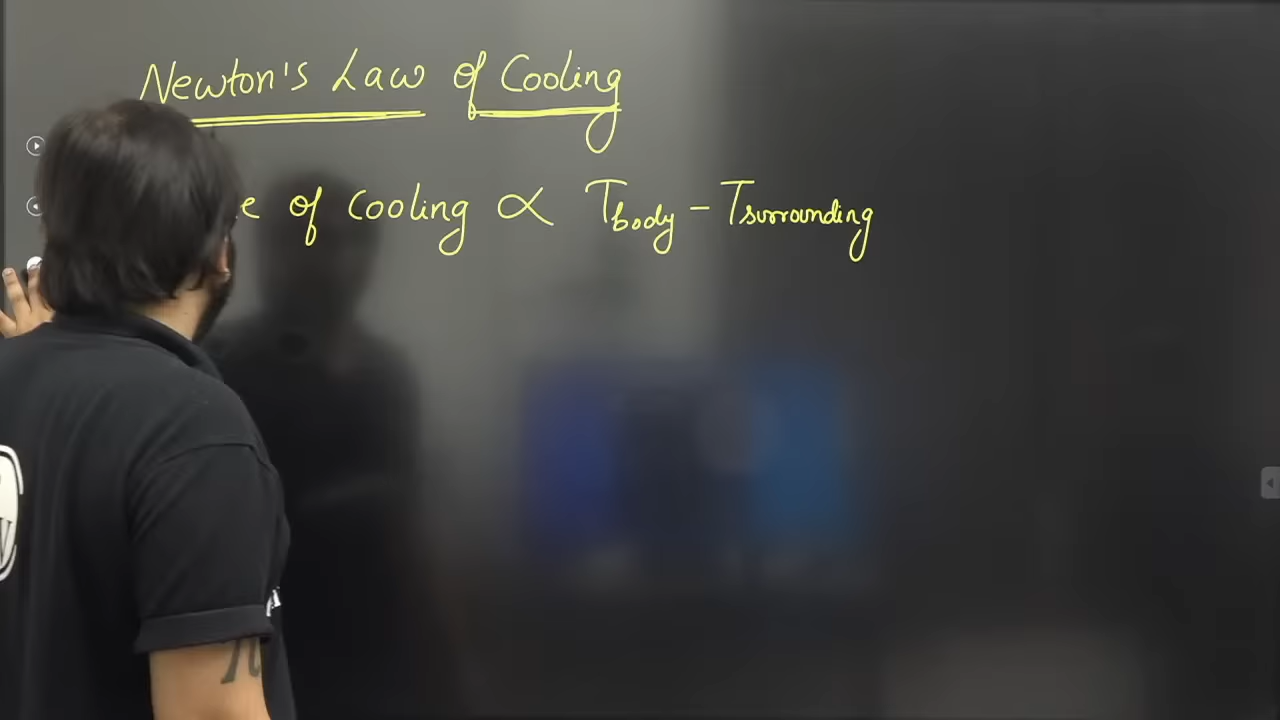 Newton's Law of Cooling
of cooling ∝ Tbody - Tsurrounding